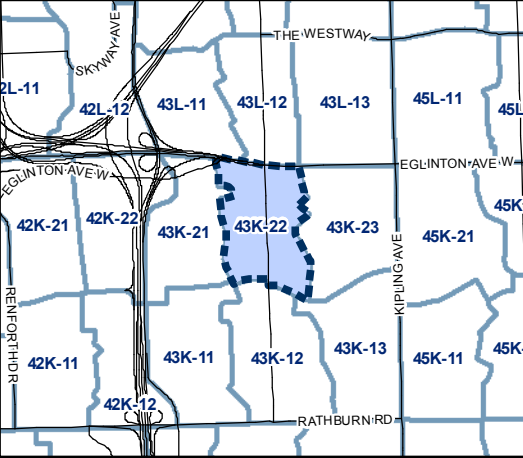 THE WESTWAY
SKYWAY AVE
2L-11
42L-12
43L-11
43L-12
43L-13
45L-11
45L
EGLINTON AVE W
EGLINTON AVE W
42K-21
42K-22
43K-21
43K-22
43K-23
45K-21
45K
KIPLING AVE
RENFORTH DR
42K-11
42K-12
43K-11
43K-12
43K-13
45K-11
45K-
RATHBURN RD